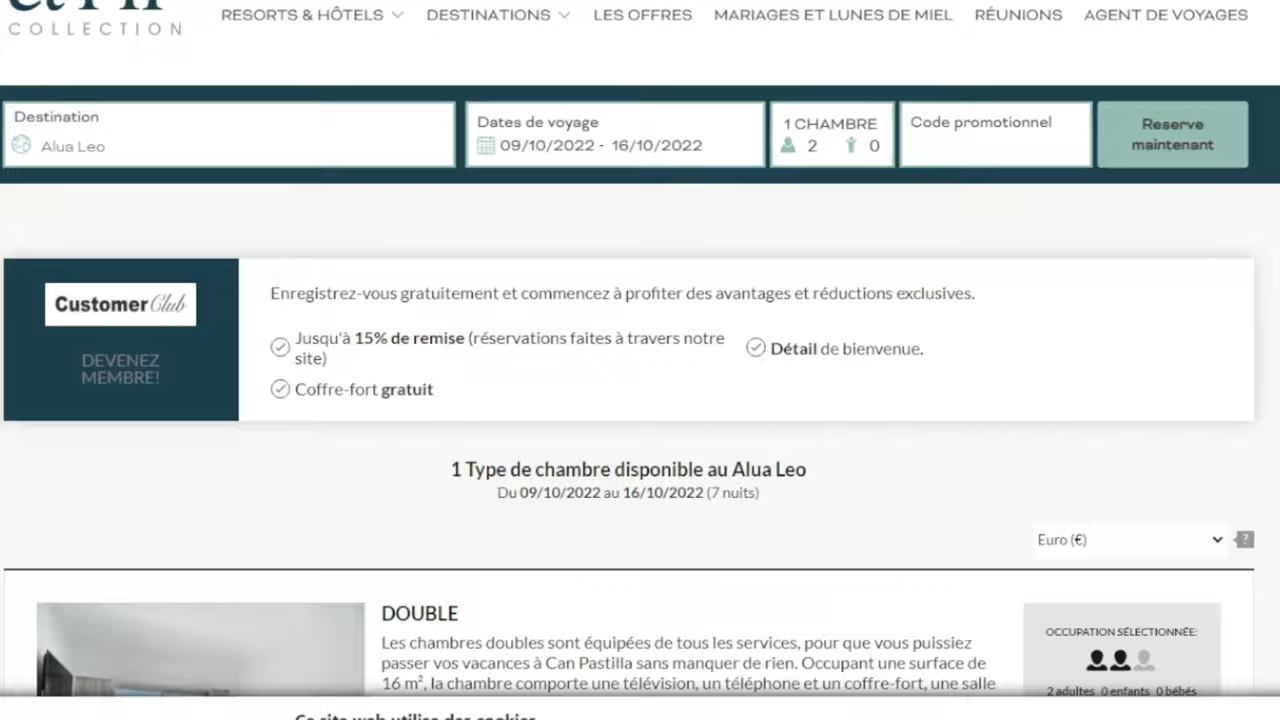 COLLECTION
RESORTS & HÔTELS DESTINATIONS LES OFFRES MARIAGES ET LUNES DE MIEL RÉUNIONS AGENT DE VOYAGES
Destination
Alua Leo
Dates de voyage
09/10/2022 - 16/10/2022
1 CHAMBRE
2 0
Code promotionnel
Reserve
maintenant
Customer Club
DEVENEZ
MEMBRE!
Enregistrez-vous gratuitement et commencez à profiter des avantages et réductions exclusives.
Jusqu'à 15% de remise (réservations faites à travers notre
site)
Détail de bienvenue.
Coffre-fort gratuit
1 Type de chambre disponible au Alua Leo
Du 09/10/2022 au 16/10/2022 (7 nuits)
Euro (€)
?
DOUBLE
Les chambres doubles sont équipées de tous les services, pour que vous puissiez
passer vos vacances à Can Pastilla sans manquer de rien. Occupant une surface de
16 m², la chambre comporte une télévision, un téléphone et un coffre-fort, une salle
OCCUPATION SÉLECTIONNÉE:
2 adultes 0 enfants 0 bébés
Ce site web utilise des cookies